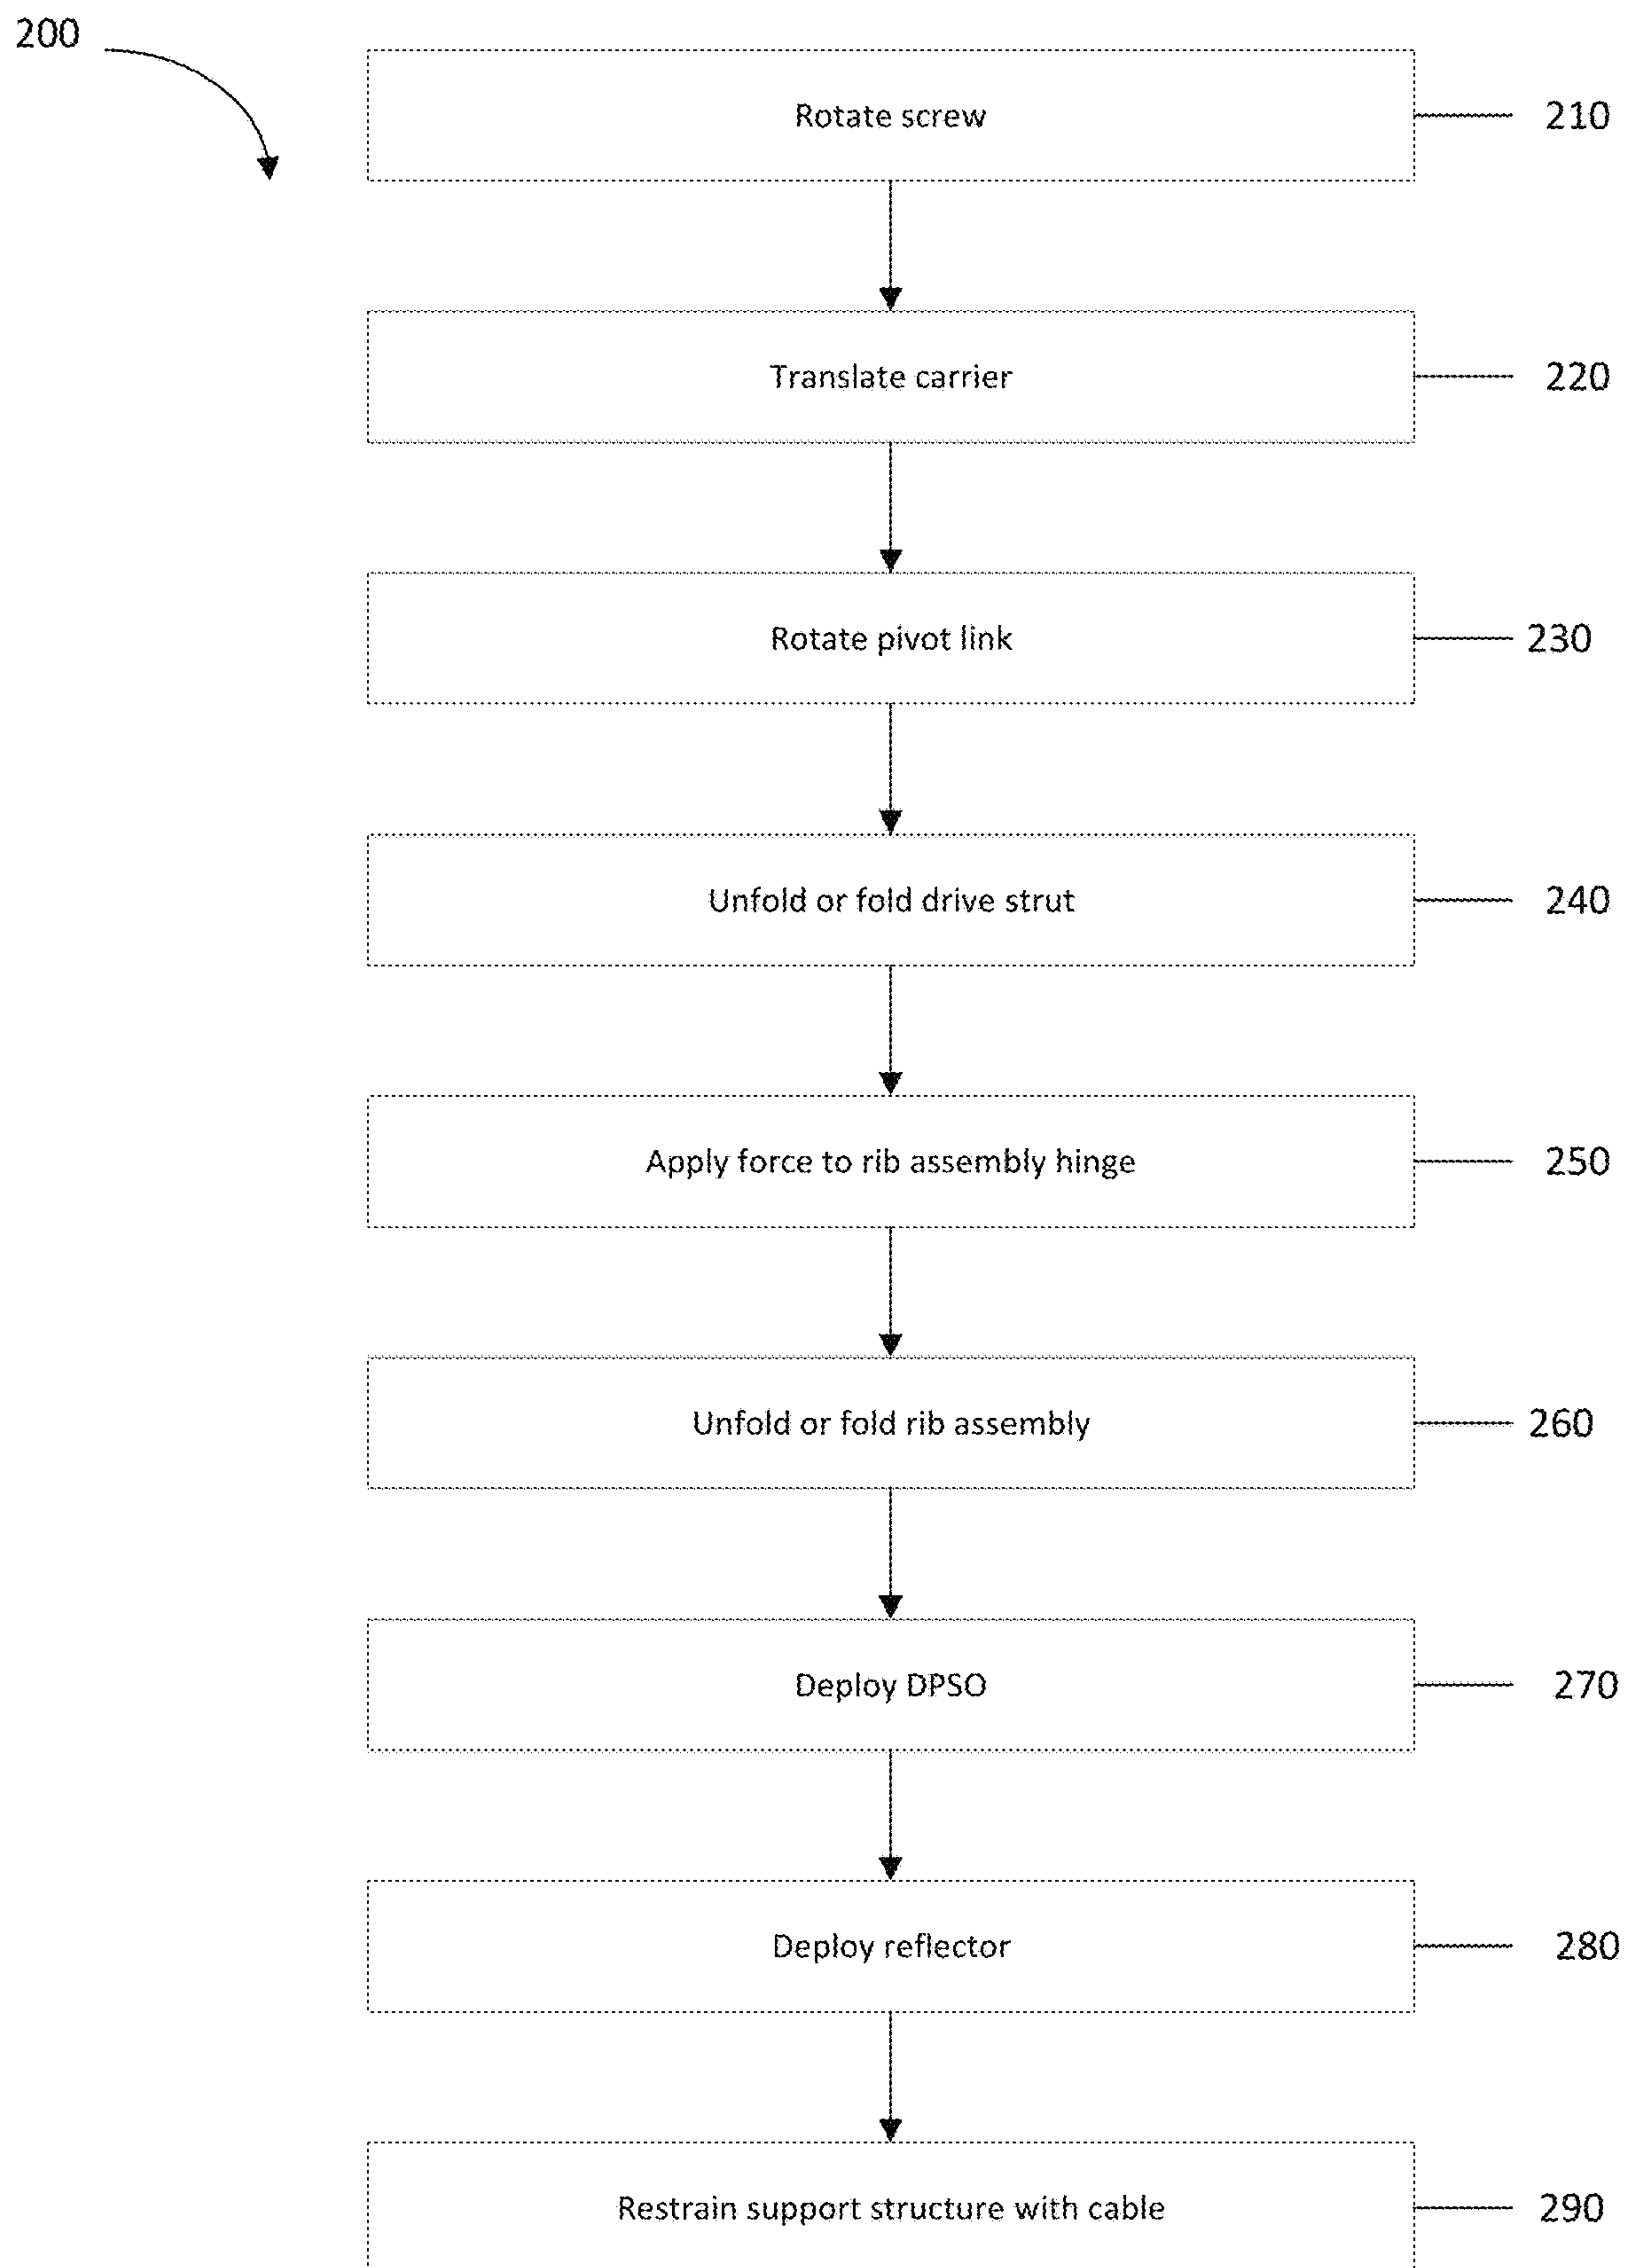 200
Rotate screw 210
Translate carrier 220
Rotate pivot link 230
Unfold or fold drive strut 240
Apply force to rib assembly hinge 250
Unfold or fold rib assembly 260
Deploy DPSO 270
Deploy reflector 280
Restrain support structure with cable 290